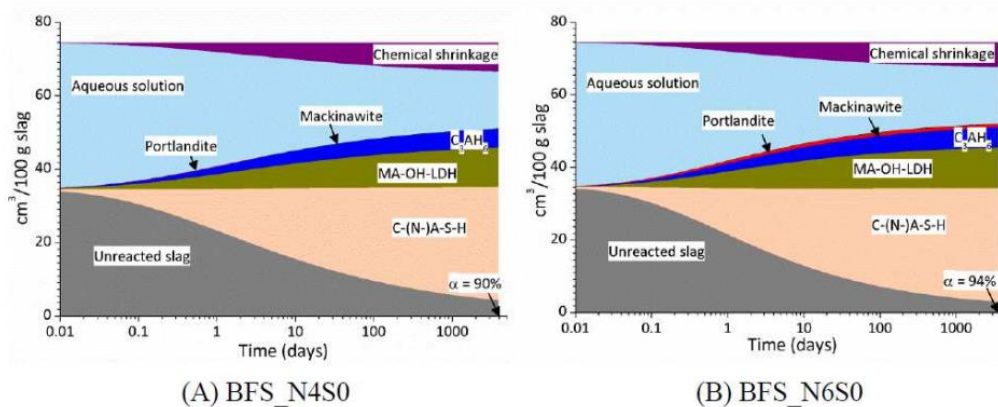 80
60
40
20
0
cm³/100 g slag
Chemical shrinkage
Aqueous solution
Mackinawite
Portlandite
C₃AH₆
MA-OH-LDH
C-(N-)A-S-H
Unreacted slag
α = 90%
0.01 0.1 1 10 100 1000
Time (days)
(A) BFS_N4S0
80
60
40
20
0
cm³/100 g slag
Chemical shrinkage
Aqueous solution
Mackinawite
Portlandite
C₃AH₆
MA-OH-LDH
C-(N-)A-S-H
Unreacted slag
α = 94%
0.01 0.1 1 10 100 1000
Time (days)
(B) BFS_N6S0